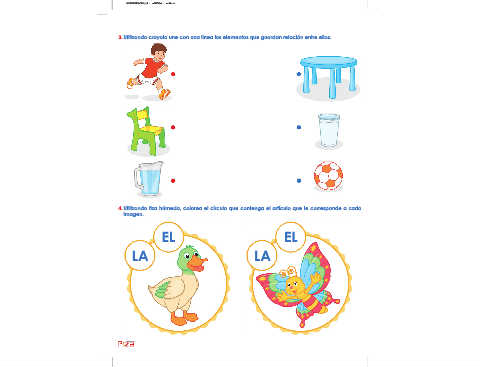 3. Utilizando crayola une con una línea los elementos que guardan relación entre ellos.
4. Utilizando tiza húmeda, colorea el círculo que contenga el artículo que le corresponde a cada
imagen.
EL
LA
EL
LA